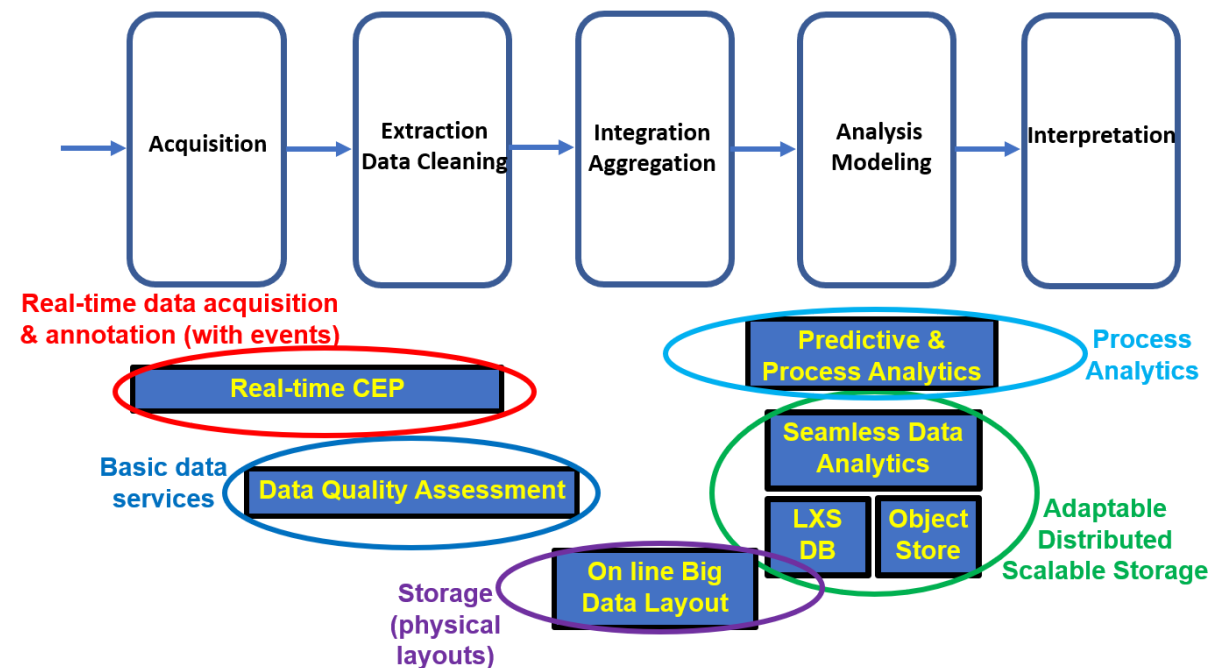 Acquisition
Extraction
Data Cleaning
Integration
Aggregation
Analysis
Modeling
Interpretation
Real-time data acquisition
& annotation (with events)
Real-time CEP
Predictive &
Process Analytics
Process
Analytics
Basic data
services
Data Quality Assessment
Seamless Data
Analytics
LXS
DB
Object
Store
Adaptable
Distributed
Scalable Storage
On line Big
Data Layout
Storage
(physical
layouts)